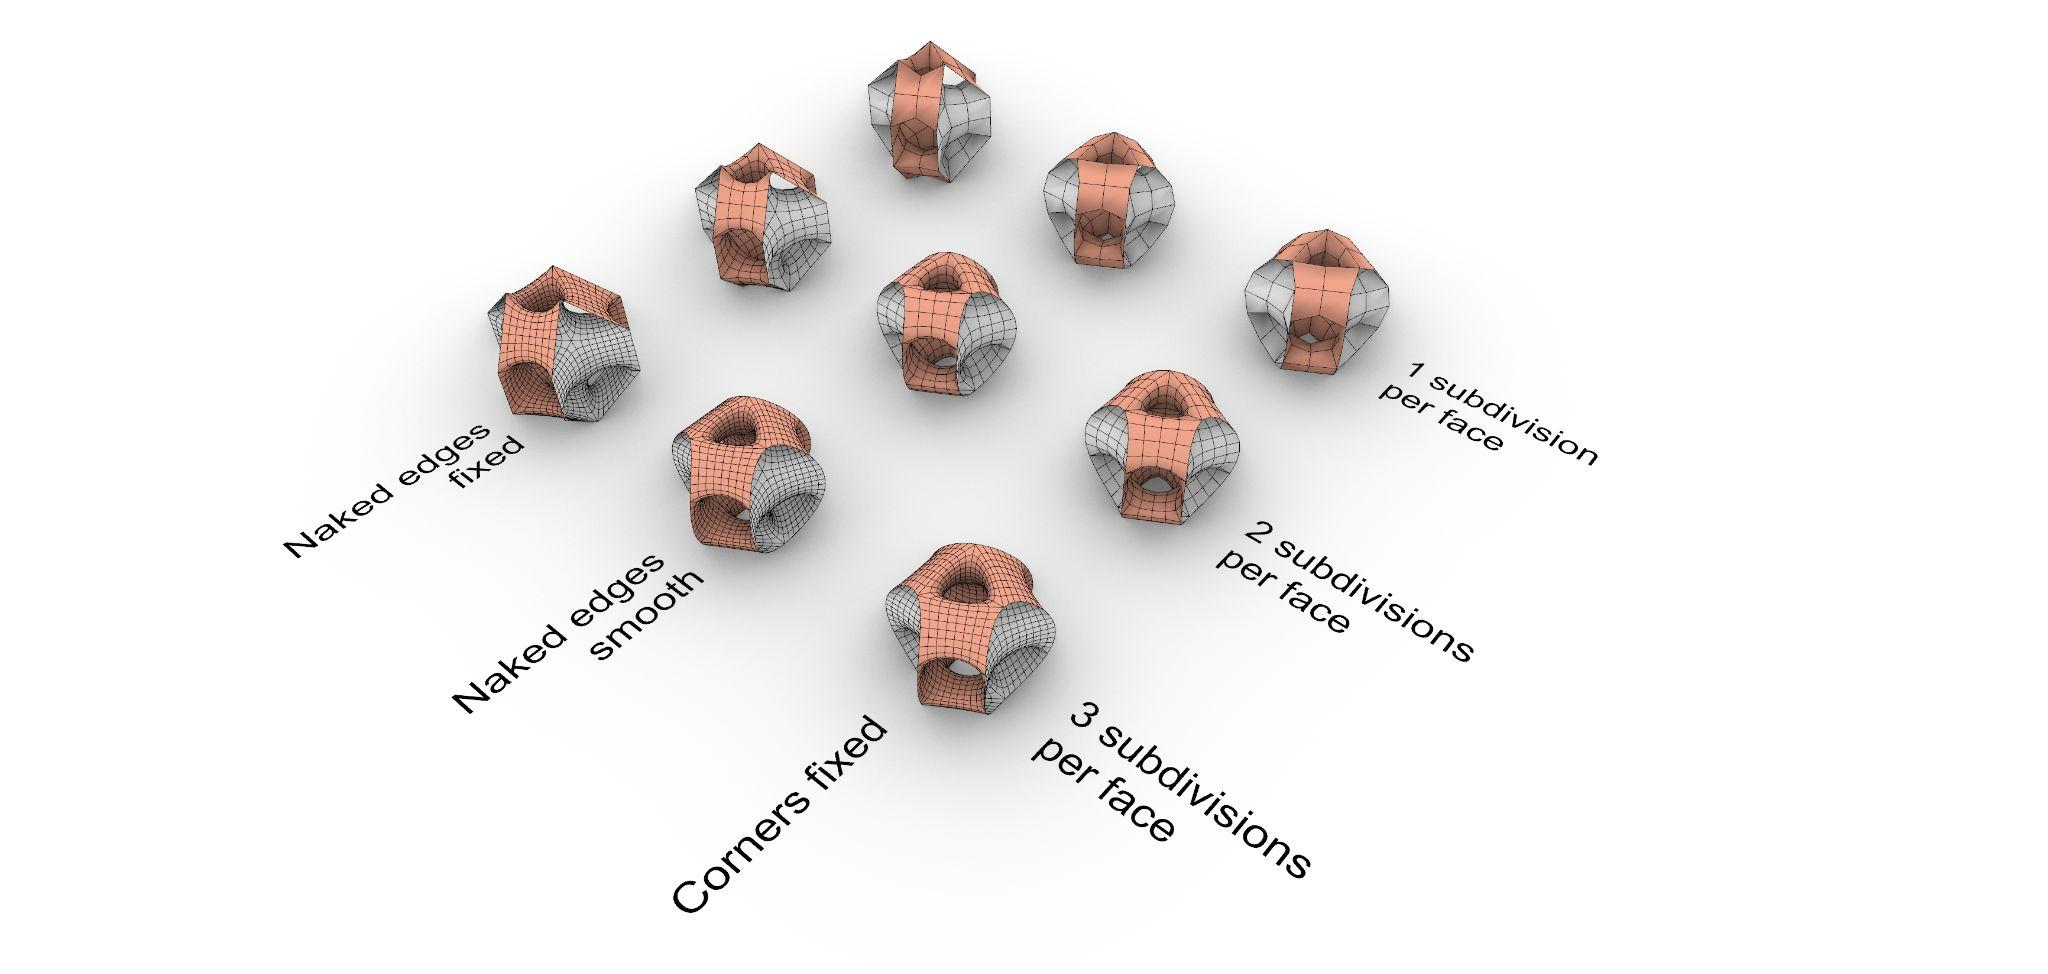 Naked edges
fixed
Naked edges
smooth
Corners fixed
1 subdivision
per face
2 subdivisions
per face
3 subdivisions
per face